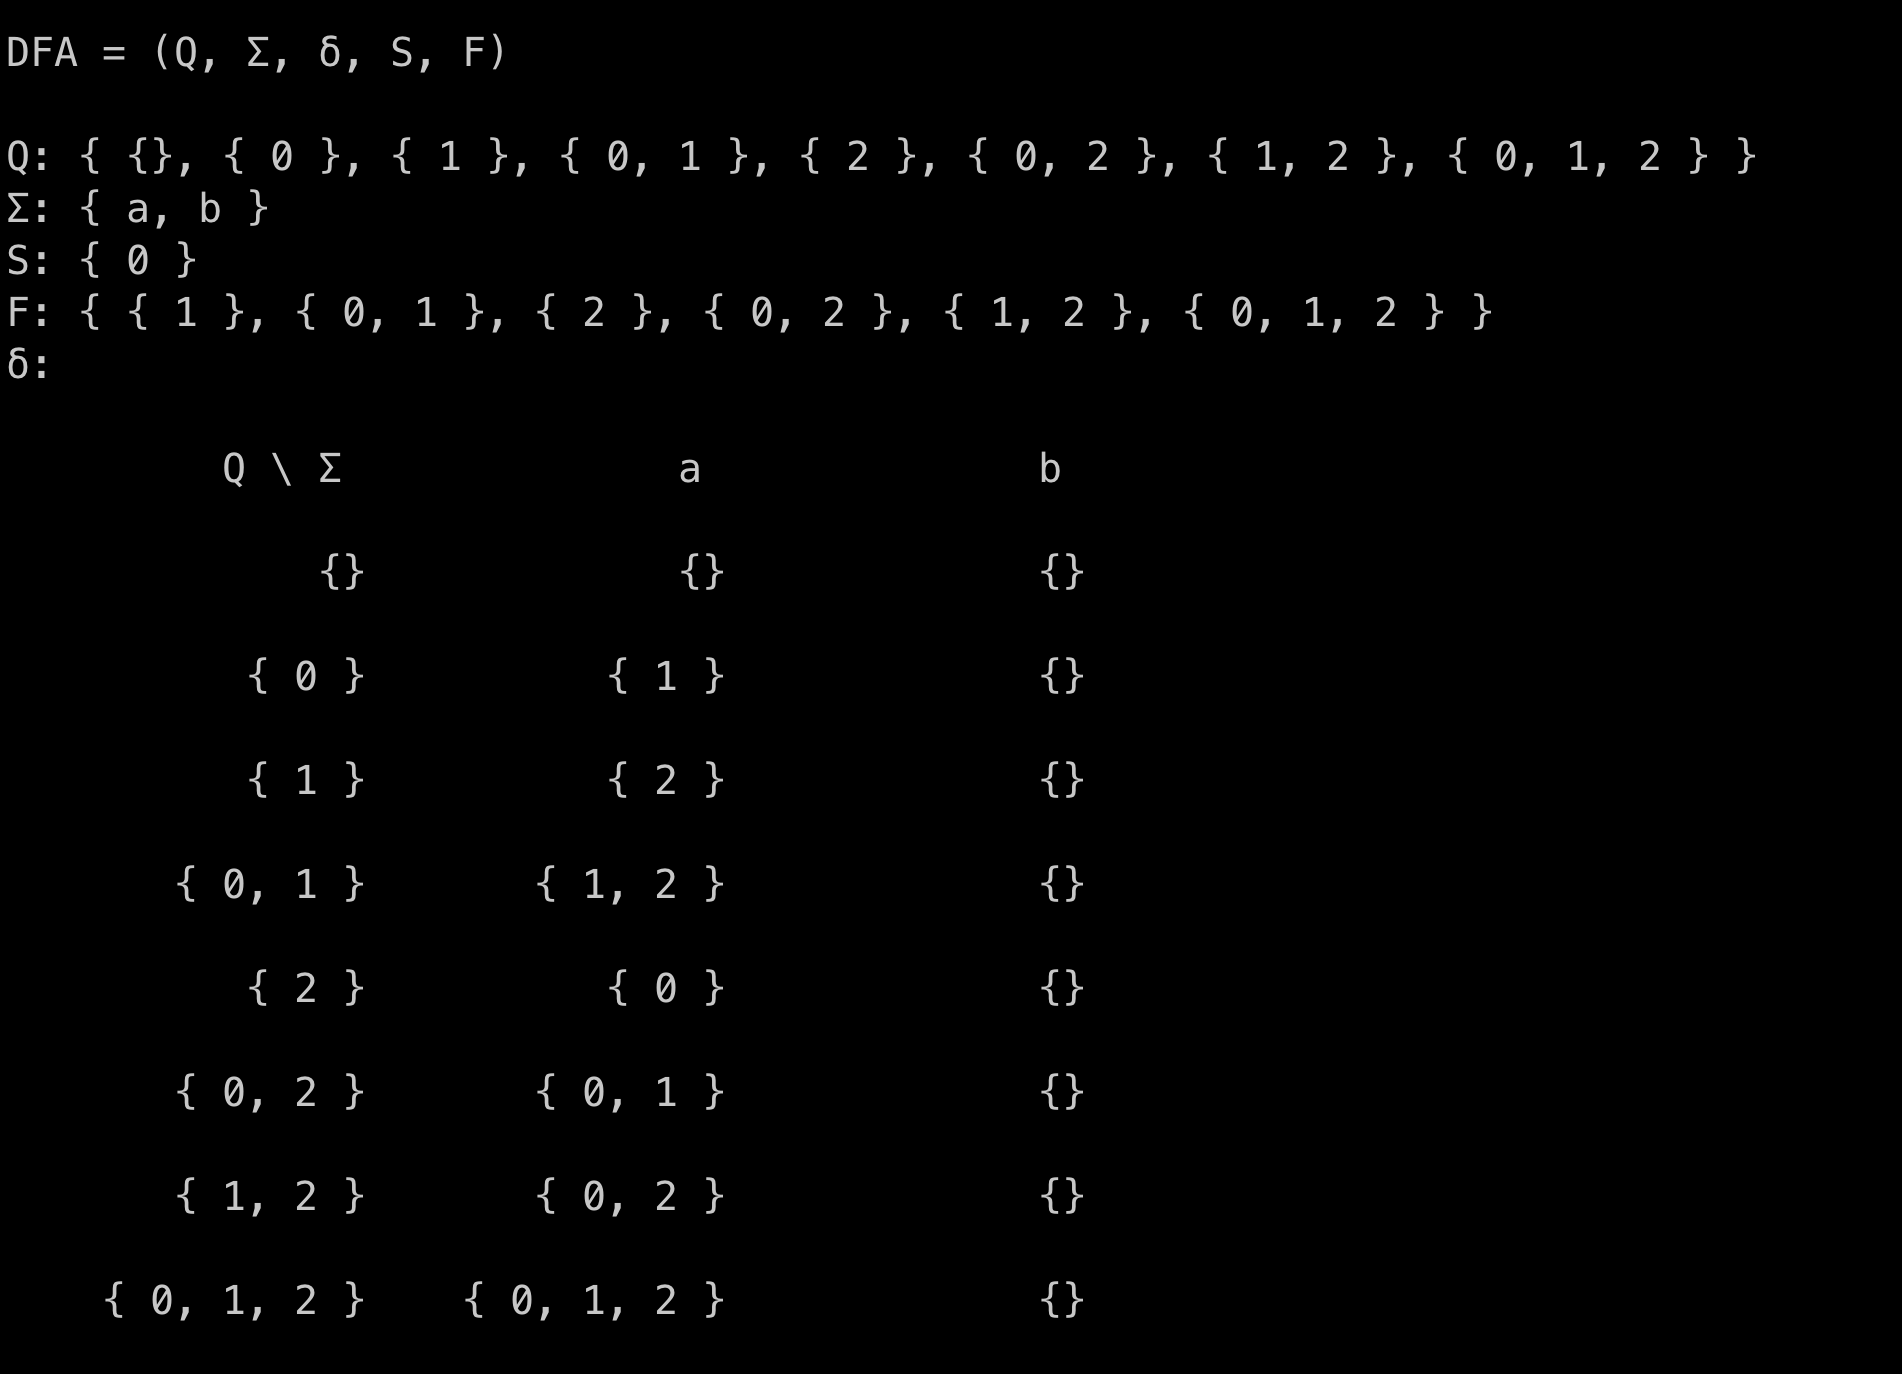 DFA = (Q, Σ, δ, S, F)
Q: { {}, { 0 }, { 1 }, { 0, 1 }, { 2 }, { 0, 2 }, { 1, 2 }, { 0, 1, 2 } }
Σ: { a, b }
S: { 0 }
F: { { 1 }, { 0, 1 }, { 2 }, { 0, 2 }, { 1, 2 }, { 0, 1, 2 } }
δ:
Q \ Σ a b
{} {} {}
{ 0 } { 1 } {}
{ 1 } { 2 } {}
{ 0, 1 } { 1, 2 } {}
{ 2 } { 0 } {}
{ 0, 2 } { 0, 1 } {}
{ 1, 2 } { 0, 2 } {}
{ 0, 1, 2 } { 0, 1, 2 } {}